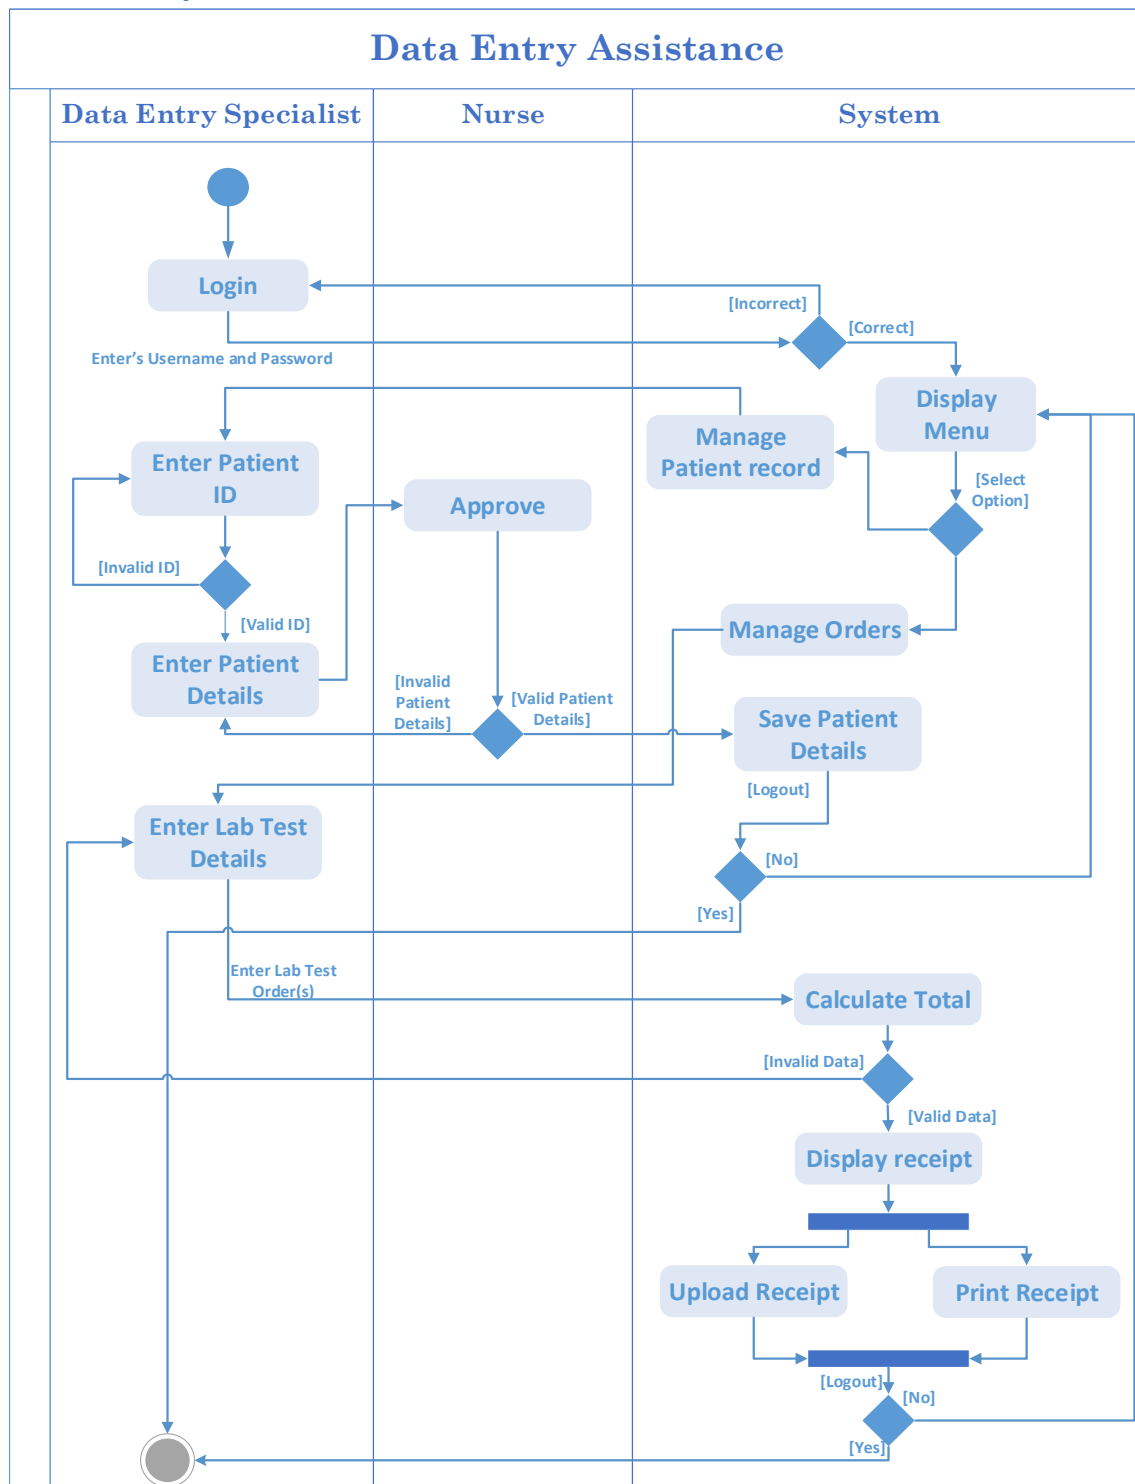 Data Entry Assistance
Data Entry Specialist
Nurse
System
Login
[Incorrect]
[Correct]
Enter's Username and Password
Display
Menu
Manage
Patient record
Enter Patient
ID
[Select
Option]
Approve
[Invalid ID]
[Valid ID]
Manage Orders
Enter Patient
Details
[Invalid
Patient
Details]
[Valid Patient
Details]
Save Patient
Details
[Logout]
Enter Lab Test
Details
[No]
[Yes]
Enter Lab Test
Order(s)
Calculate Total
[Invalid Data]
[Valid Data]
Display receipt
Upload Receipt
Print Receipt
[Logout]
[No]
[Yes]